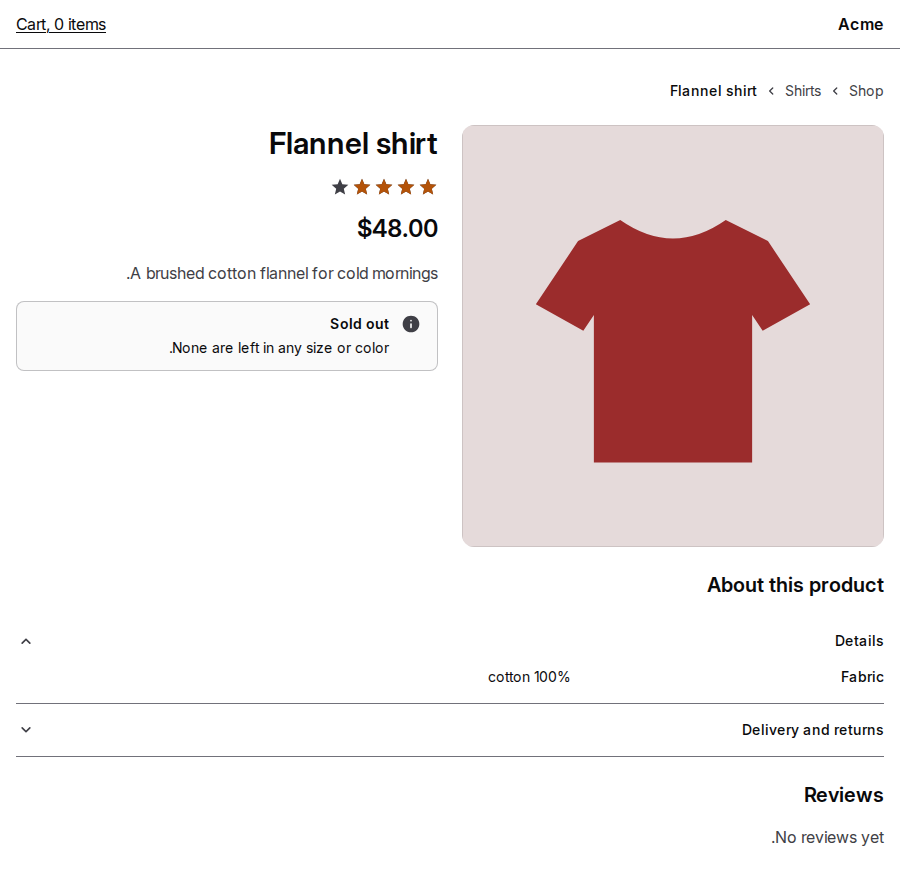 Cart, 0 items Acme
Flannel shirt ‹ Shirts ‹ Shop
Flannel shirt
$48.00
.A brushed cotton flannel for cold mornings
Sold out
.None are left in any size or color
About this product
Details
cotton 100% Fabric
Delivery and returns
Reviews
.No reviews yet